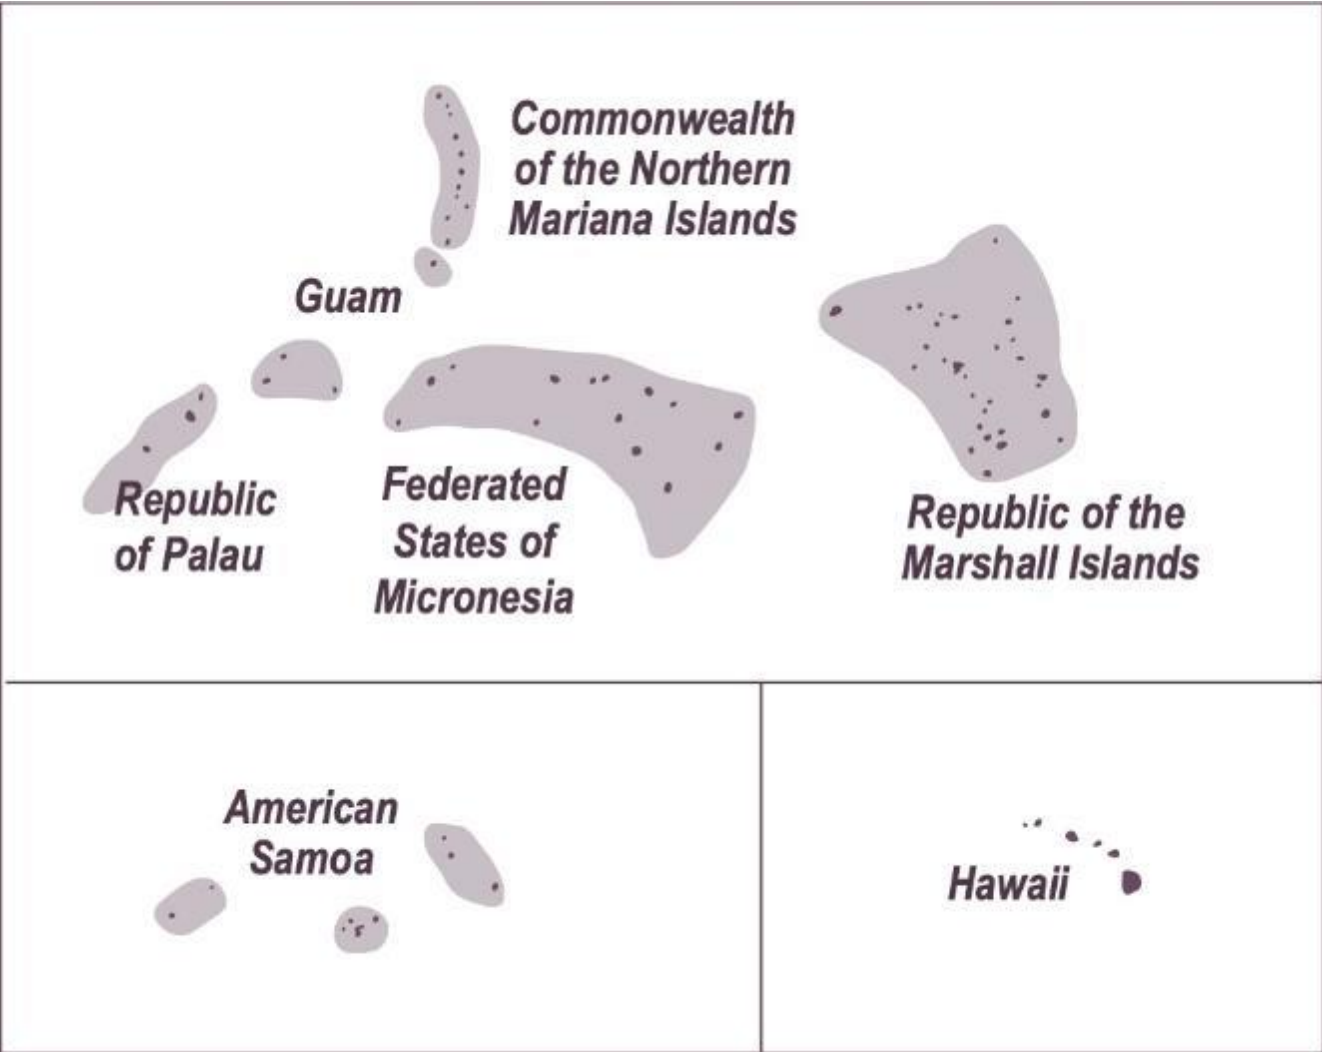 Commonwealth
of the Northern
Mariana Islands
Guam
Republic
of Palau
Federated
States of
Micronesia
Republic of the
Marshall Islands
American
Samoa
Hawaii